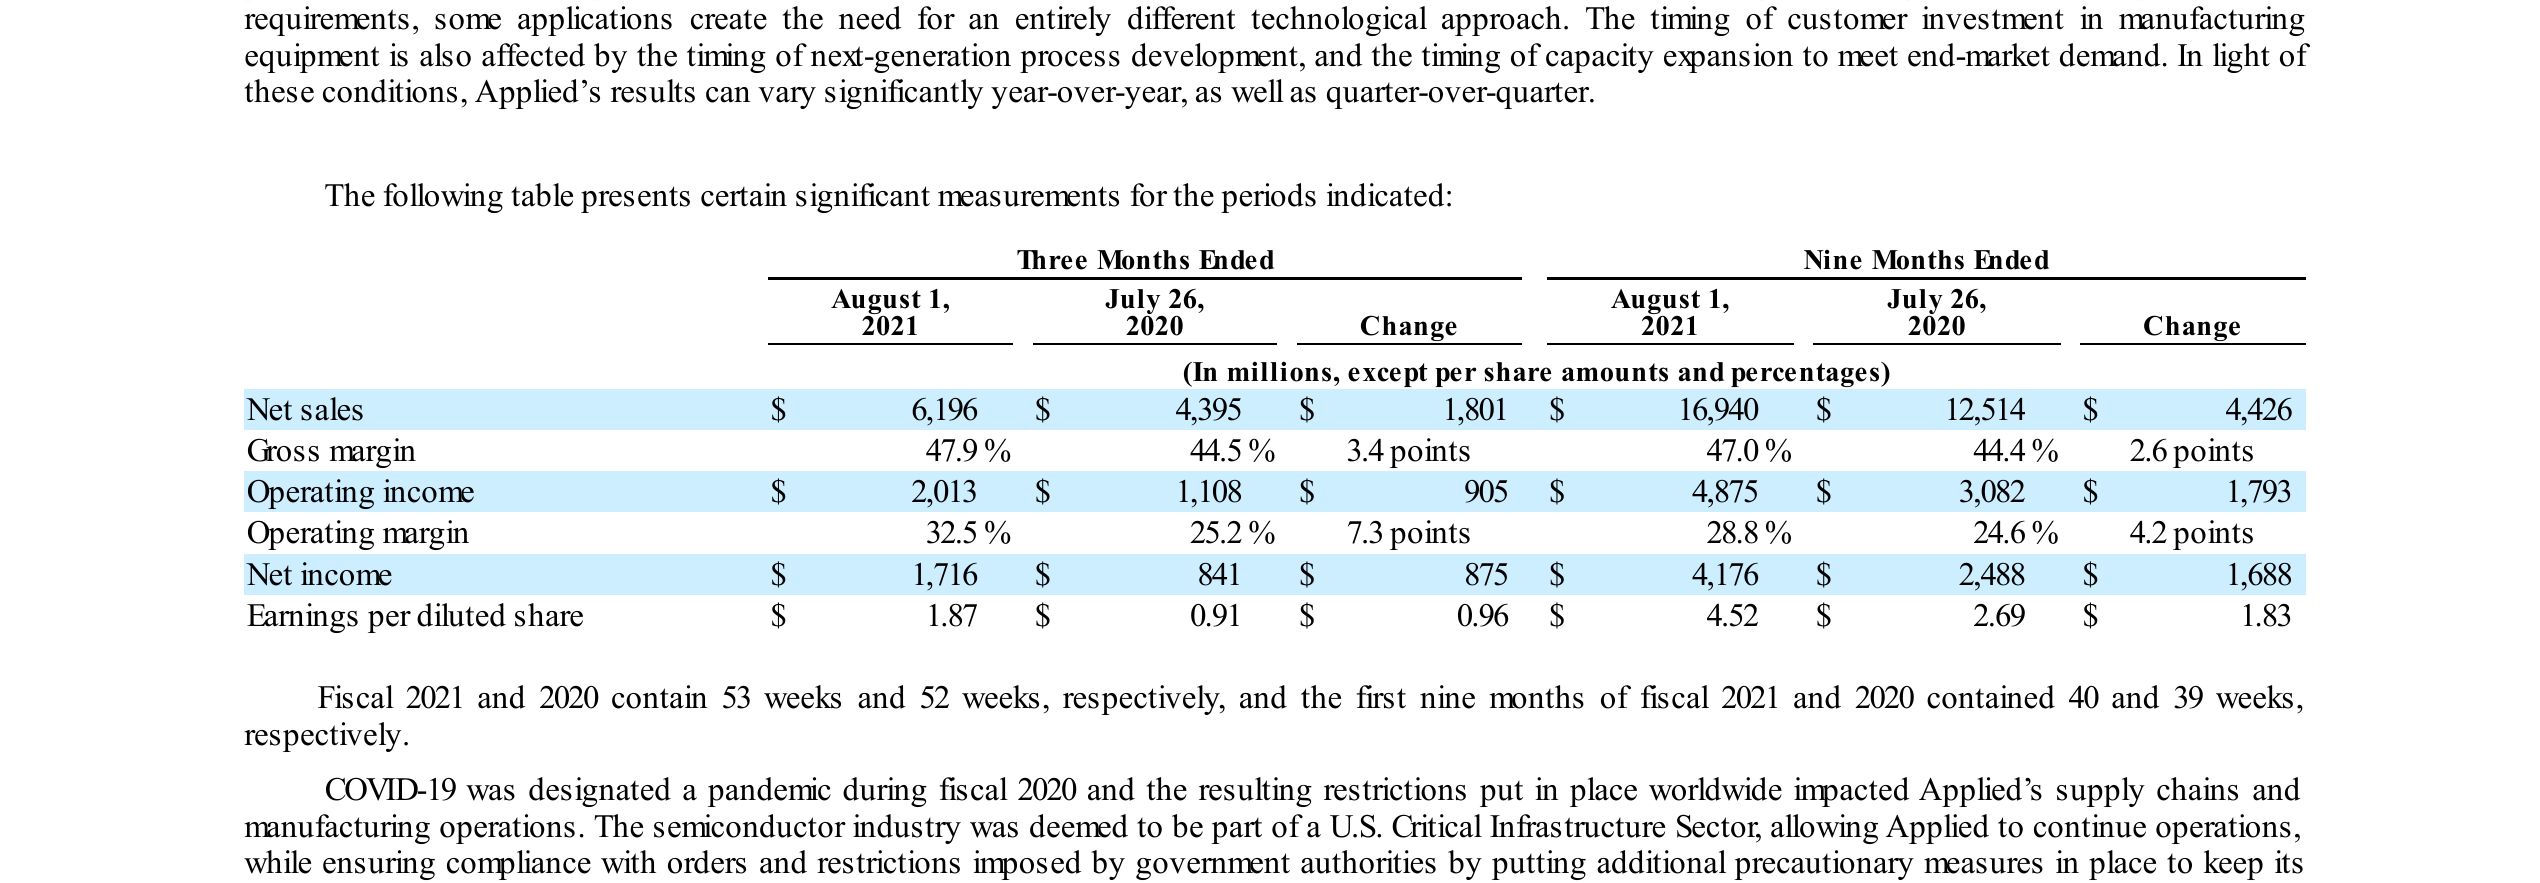 requirements, some applications create the need for an entirely different technological approach. The timing of customer investment in manufacturing
equipment is also affected by the timing of next-generation process development, and the timing of capacity expansion to meet end-market demand. In light of
these conditions, Applied’s results can vary significantly year-over-year, as well as quarter-over-quarter.
The following table presents certain significant measurements for the periods indicated:
Three Months Ended Nine Months Ended
August 1, July 26, August 1, July 26,
2021 2020 Change 2021 2020 Change
(In millions, except per share amounts and percentages)
Net sales $ 6,196 $ 4,395 $ 1,801 $ 16,940 $ 12,514 $ 4,426
Gross margin 47.9 % 44.5 % 3.4 points 47.0 % 44.4 % 2.6 points
Operating income $ 2,013 $ 1,108 $ 905 $ 4,875 $ 3,082 $ 1,793
Operating margin 32.5 % 25.2 % 7.3 points 28.8 % 24.6 % 4.2 points
Net income $ 1,716 $ 841 $ 875 $ 4,176 $ 2,488 $ 1,688
Earnings per diluted share $ 1.87 $ 0.91 $ 0.96 $ 4.52 $ 2.69 $ 1.83
Fiscal 2021 and 2020 contain 53 weeks and 52 weeks, respectively, and the first nine months of fiscal 2021 and 2020 contained 40 and 39 weeks,
respectively.
COVID-19 was designated a pandemic during fiscal 2020 and the resulting restrictions put in place worldwide impacted Applied’s supply chains and
manufacturing operations. The semiconductor industry was deemed to be part of a U.S. Critical Infrastructure Sector, allowing Applied to continue operations,
while ensuring compliance with orders and restrictions imposed by government authorities by putting additional precautionary measures in place to keep its